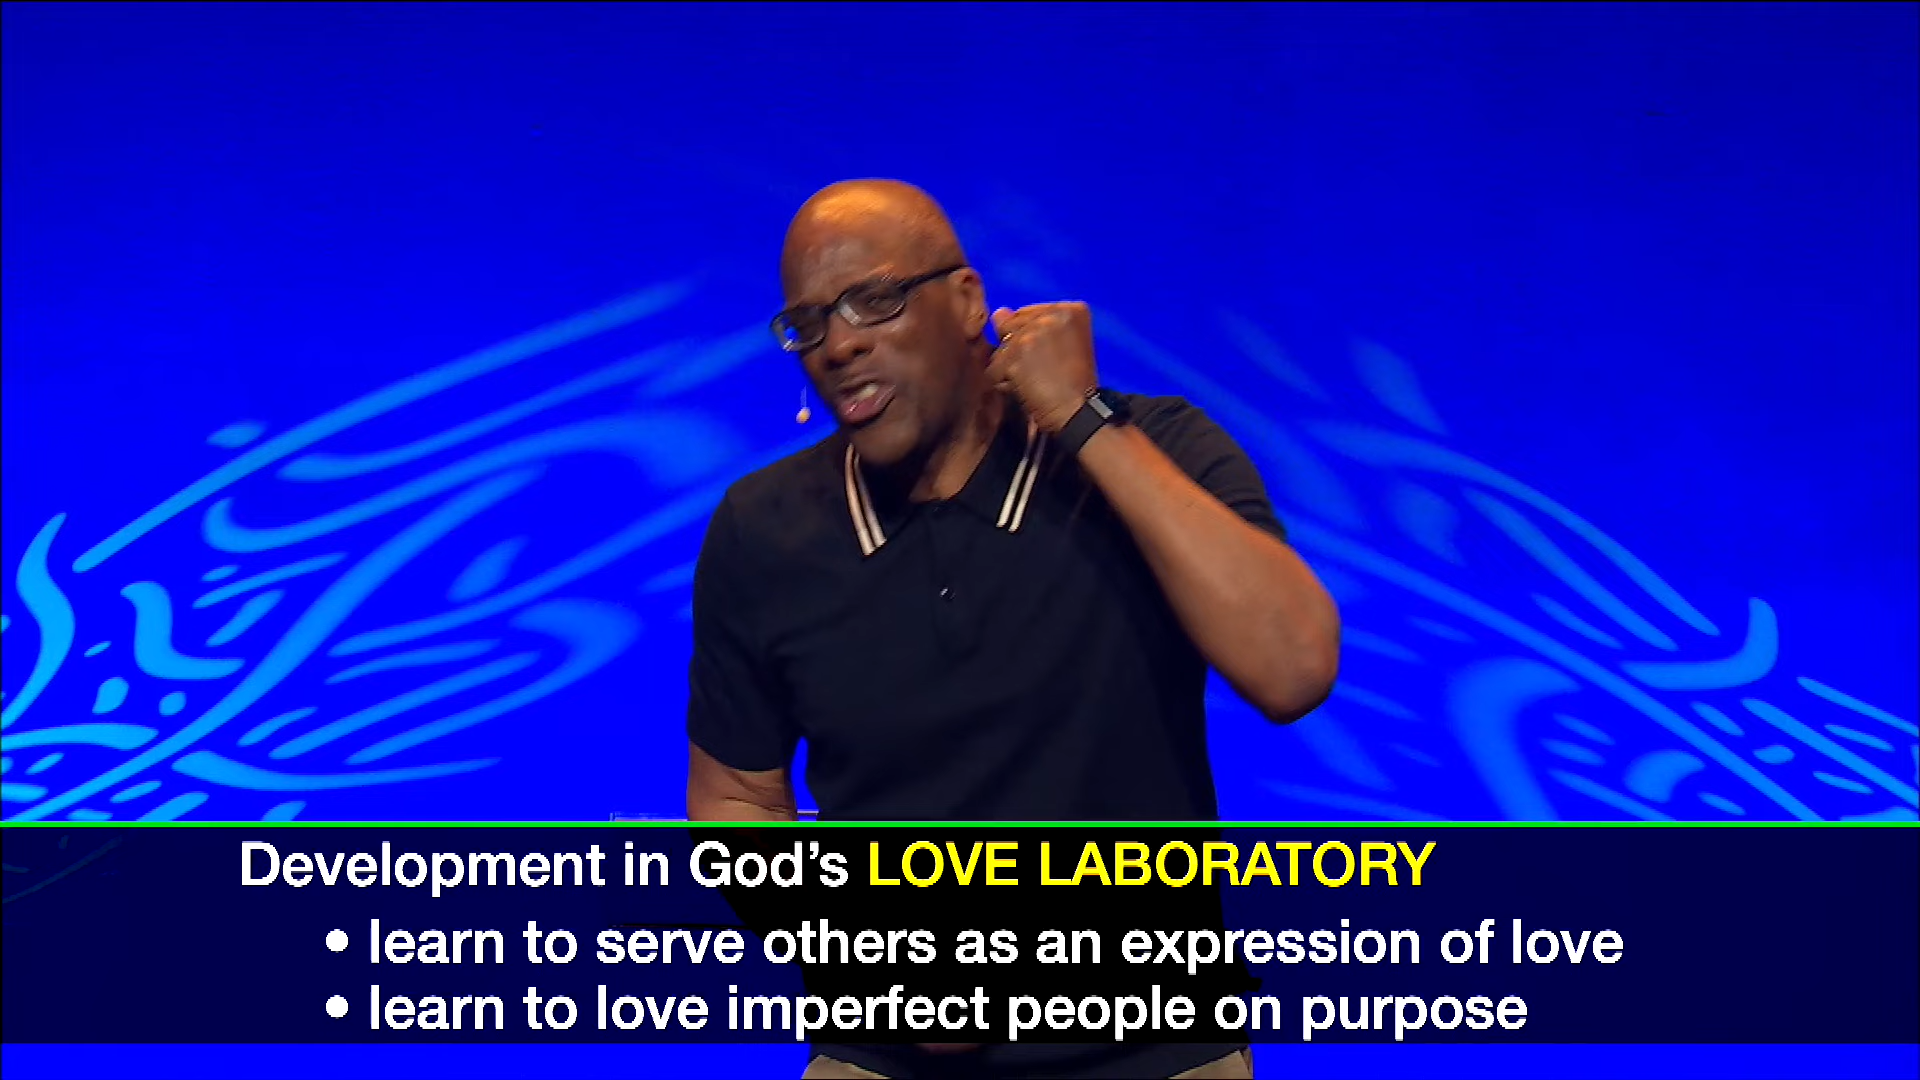 Development in God’s LOVE LABORATORY
• learn to serve others as an expression of love
• learn to love imperfect people on purpose